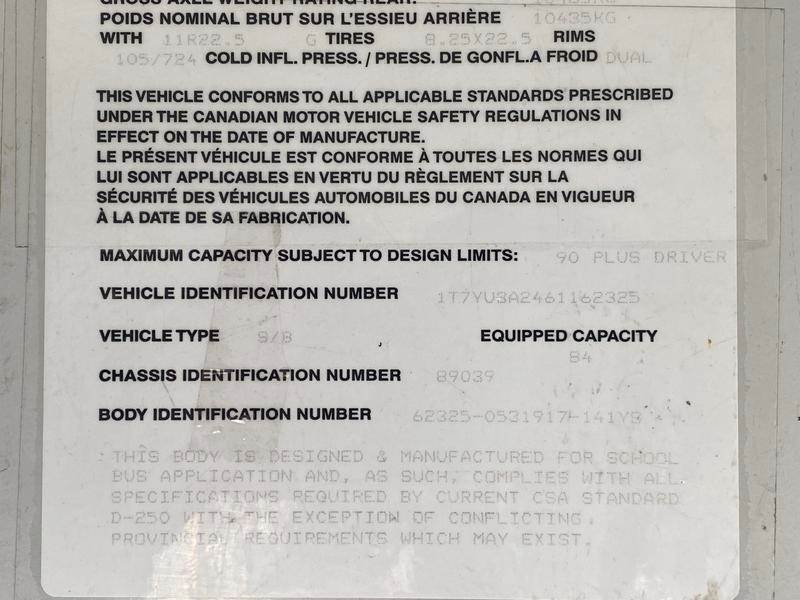 GROSS AXLE WEIGHT RATING REAR:
POIDS NOMINAL BRUT SUR L'ESSIEU ARRIÈRE 10435KG
WITH 11R22.5 G TIRES 8.25X22.5 RIMS
105/724 COLD INFL. PRESS. / PRESS. DE GONFL.A FROID DUAL
THIS VEHICLE CONFORMS TO ALL APPLICABLE STANDARDS PRESCRIBED
UNDER THE CANADIAN MOTOR VEHICLE SAFETY REGULATIONS IN
EFFECT ON THE DATE OF MANUFACTURE.
LE PRÉSENT VÉHICULE EST CONFORME À TOUTES LES NORMES QUI
LUI SONT APPLICABLES EN VERTU DU RÈGLEMENT SUR LA
SÉCURITÉ DES VÉHICULES AUTOMOBILES DU CANADA EN VIGUEUR
À LA DATE DE SA FABRICATION.
MAXIMUM CAPACITY SUBJECT TO DESIGN LIMITS: 90 PLUS DRIVER
VEHICLE IDENTIFICATION NUMBER 1T7YU3A2461162325
VEHICLE TYPE S/B EQUIPPED CAPACITY
84
CHASSIS IDENTIFICATION NUMBER 89039
BODY IDENTIFICATION NUMBER 62325-0531917H-141YB
THIS BODY IS DESIGNED & MANUFACTURED FOR SCHOOL
BUS APPLICATION AND, AS SUCH, COMPLIES WITH ALL
SPECIFICATIONS REQUIRED BY CURRENT CSA STANDARD
D-250 WITH THE EXCEPTION OF CONFLICTING
PROVINCIAL REQUIREMENTS WHICH MAY EXIST.